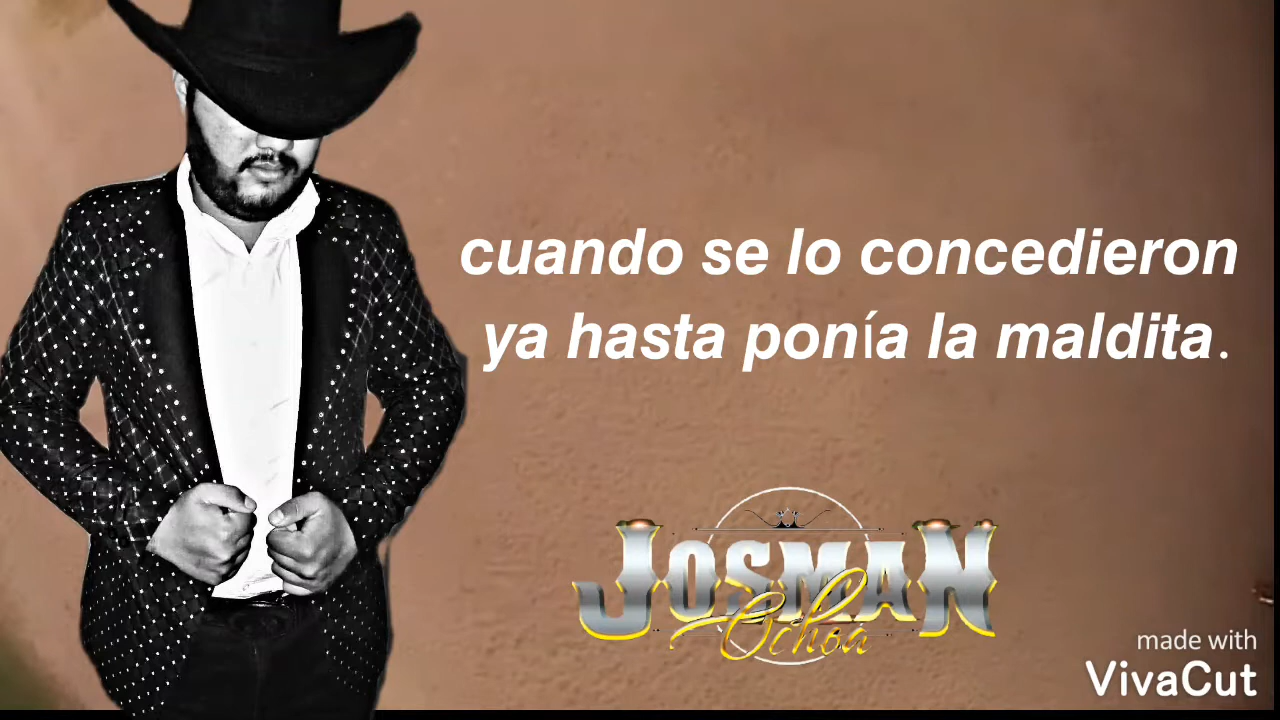 cuando se lo concedieron
ya hasta ponía la maldita.
JOSMAN
Ochoa
made with
VivaCut